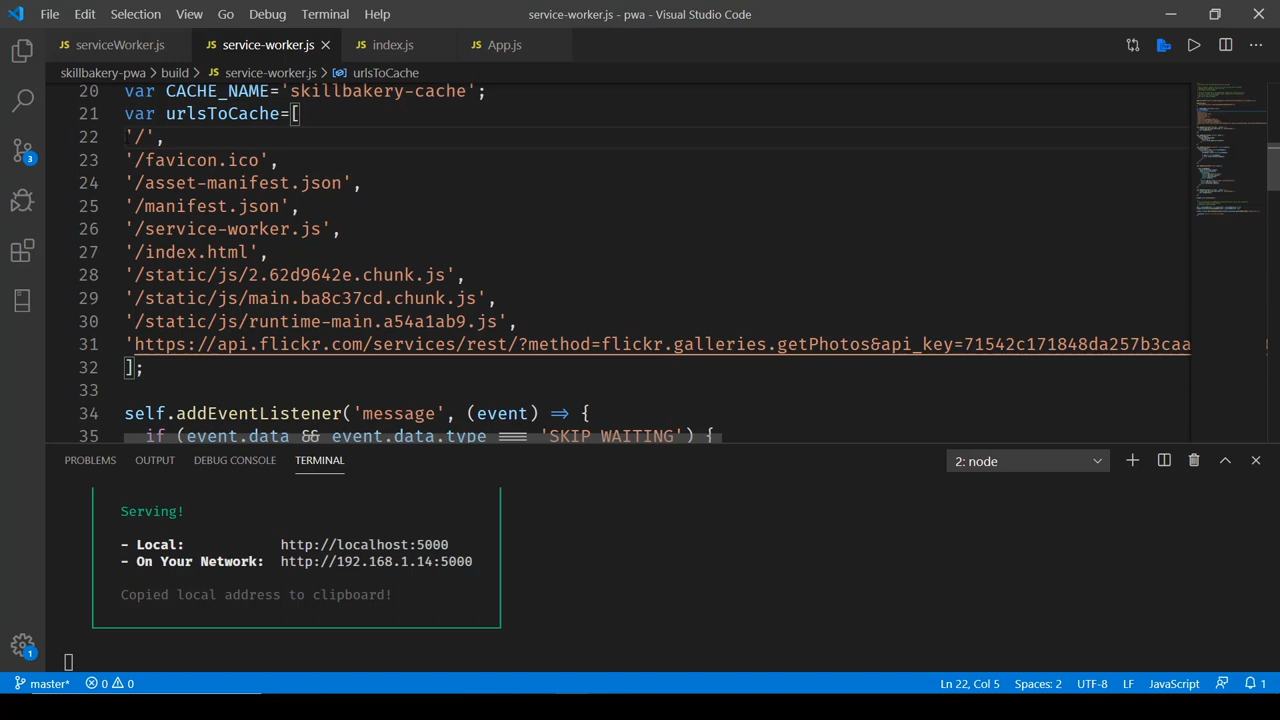 File Edit Selection View Go Debug Terminal Help service-worker.js - pwa - Visual Studio Code
JS serviceWorker.js JS service-worker.js JS index.js JS App.js
skillbakery-pwa > build > JS service-worker.js > urlsToCache
20 var CACHE_NAME='skillbakery-cache';
21 var urlsToCache=[
22 '/',
23 '/favicon.ico',
24 '/asset-manifest.json',
25 '/manifest.json',
26 '/service-worker.js',
27 '/index.html',
28 '/static/js/2.62d9642e.chunk.js',
29 '/static/js/main.ba8c37cd.chunk.js',
30 '/static/js/runtime-main.a54a1ab9.js',
31 'https://api.flickr.com/services/rest/?method=flickr.galleries.getPhotos&api_key=71542c171848da257b3caa
32 ];
33
34 self.addEventListener('message', (event) => {
35 if (event.data && event.data.type === 'SKIP_WAITING') {
PROBLEMS OUTPUT DEBUG CONSOLE TERMINAL 2: node
Serving!
- Local: http://localhost:5000
- On Your Network: http://192.168.1.14:5000
Copied local address to clipboard!
3
1
master* 0 0 Ln 22, Col 5 Spaces: 2 UTF-8 LF JavaScript 1